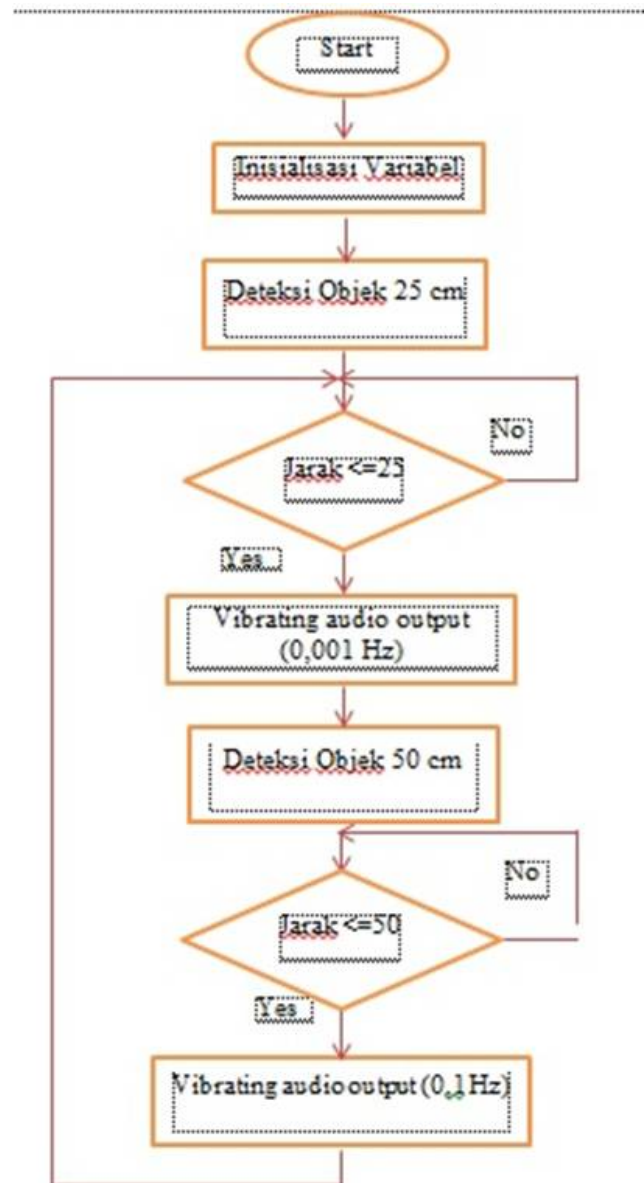 Start
Inisialisasi Variabel
Deteksi Objek 25 cm
No
Jarak <=25
Yes
Vibrating audio output
(0,001 Hz)
Deteksi Objek 50 cm
No
Jarak <=50
Yes
Vibrating audio output (0,1 Hz)